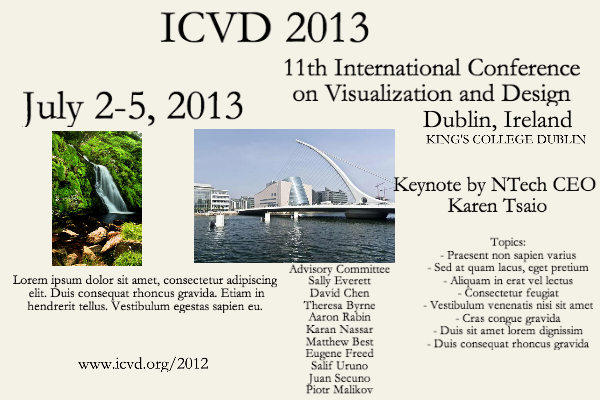 ICVD 2013
11th International Conference
on Visualization and Design
July 2-5, 2013
Dublin, Ireland
KING'S COLLEGE DUBLIN
Keynote by NTech CEO
Karen Tsaio
Lorem ipsum dolor sit amet, consectetur adipiscing
elit. Duis consequat rhoncus gravida. Etiam in
hendrerit tellus. Vestibulum egestas sapien eu.
www.icvd.org/2012
Advisory Committee
Sally Everett
David Chen
Theresa Byrne
Aaron Rabin
Karan Nassar
Matthew Best
Eugene Freed
Salif Uruno
Juan Secuno
Piotr Malikov
Topics:
- Praesent non sapien varius
- Sed at quam lacus, eget pretium
- Aliquam in erat vel lectus
- Consectetur feugiat
- Vestibulum venenatis nisi sit amet
- Cras congue gravida
- Duis sit amet lorem dignissim
- Duis consequat rhoncus gravida